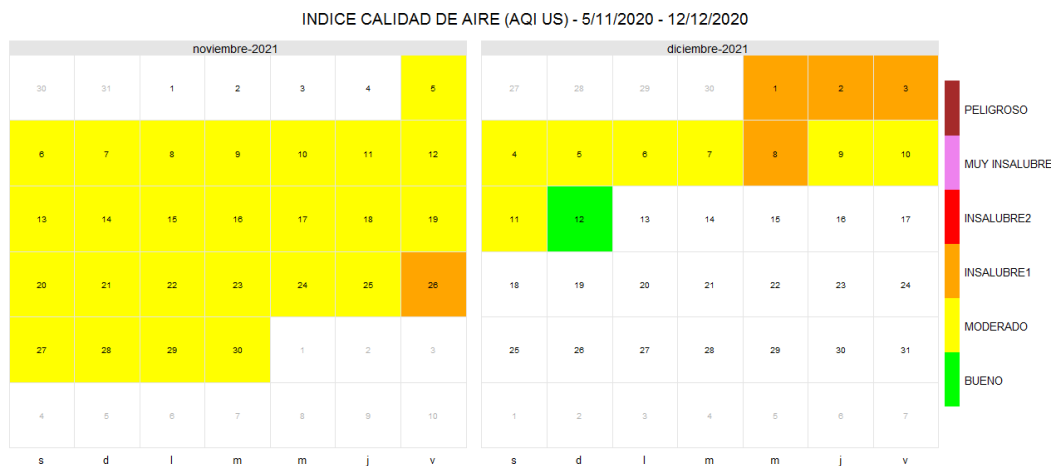 INDICE CALIDAD DE AIRE (AQI US) - 5/11/2020 - 12/12/2020
noviembre-2021
30 31 1 2 3 4 5
6 7 8 9 10 11 12
13 14 15 16 17 18 19
20 21 22 23 24 25 26
27 28 29 30 1 2 3
4 5 6 7 8 9 10
s d l m m j v
diciembre-2021
27 28 29 30 1 2 3
4 5 6 7 8 9 10
11 12 13 14 15 16 17
18 19 20 21 22 23 24
25 26 27 28 29 30 31
1 2 3 4 5 6 7
s d l m m j v
PELIGROSO
MUY INSALUBRE
INSALUBRE2
INSALUBRE1
MODERADO
BUENO